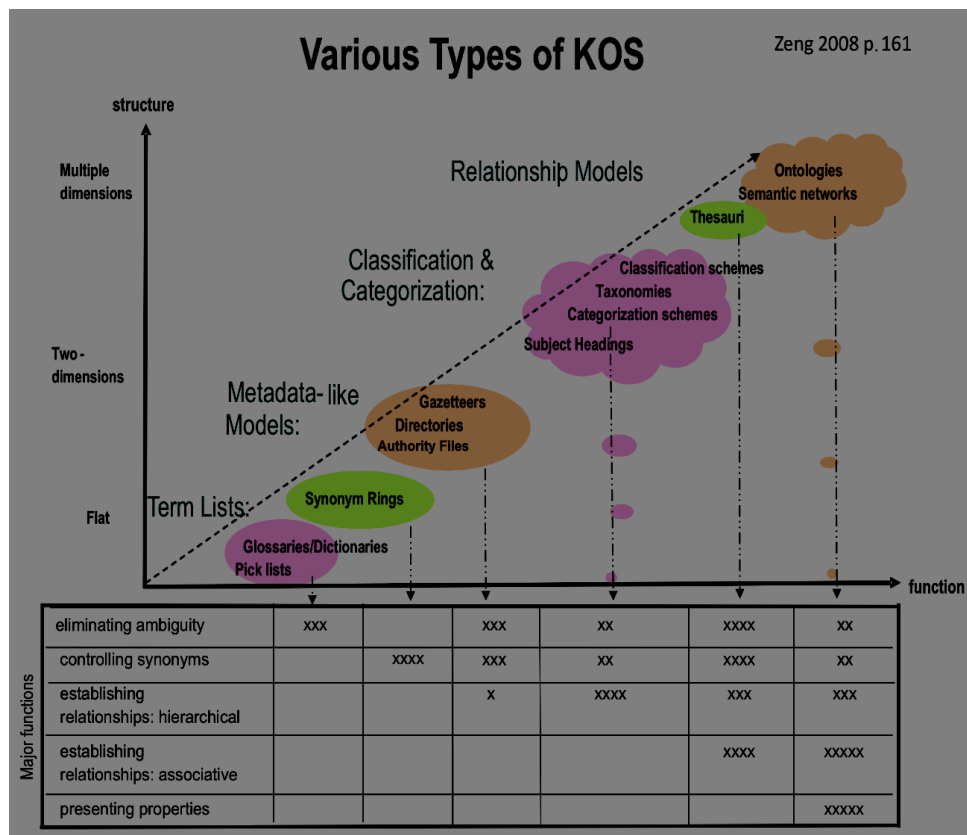 Various Types of KOS
Zeng 2008 p. 161
structure
Multiple
dimensions
Relationship Models
Ontologies
Semantic networks
Thesauri
Classification &
Categorization:
Classification schemes
Taxonomies
Categorization schemes
Subject Headings
Two-
dimensions
Metadata-like
Models:
Gazetteers
Directories
Authority Files
Flat
Term Lists:
Synonym Rings
Glossaries/Dictionaries
Pick lists
function
Major functions
eliminating ambiguity xxx xxx xx xxxx xx
controlling synonyms xxxx xxx xx xxxx xx
establishing x xxxx xxx xxx
relationships: hierarchical
establishing xxxx xxxxx
relationships: associative
presenting properties xxxxx